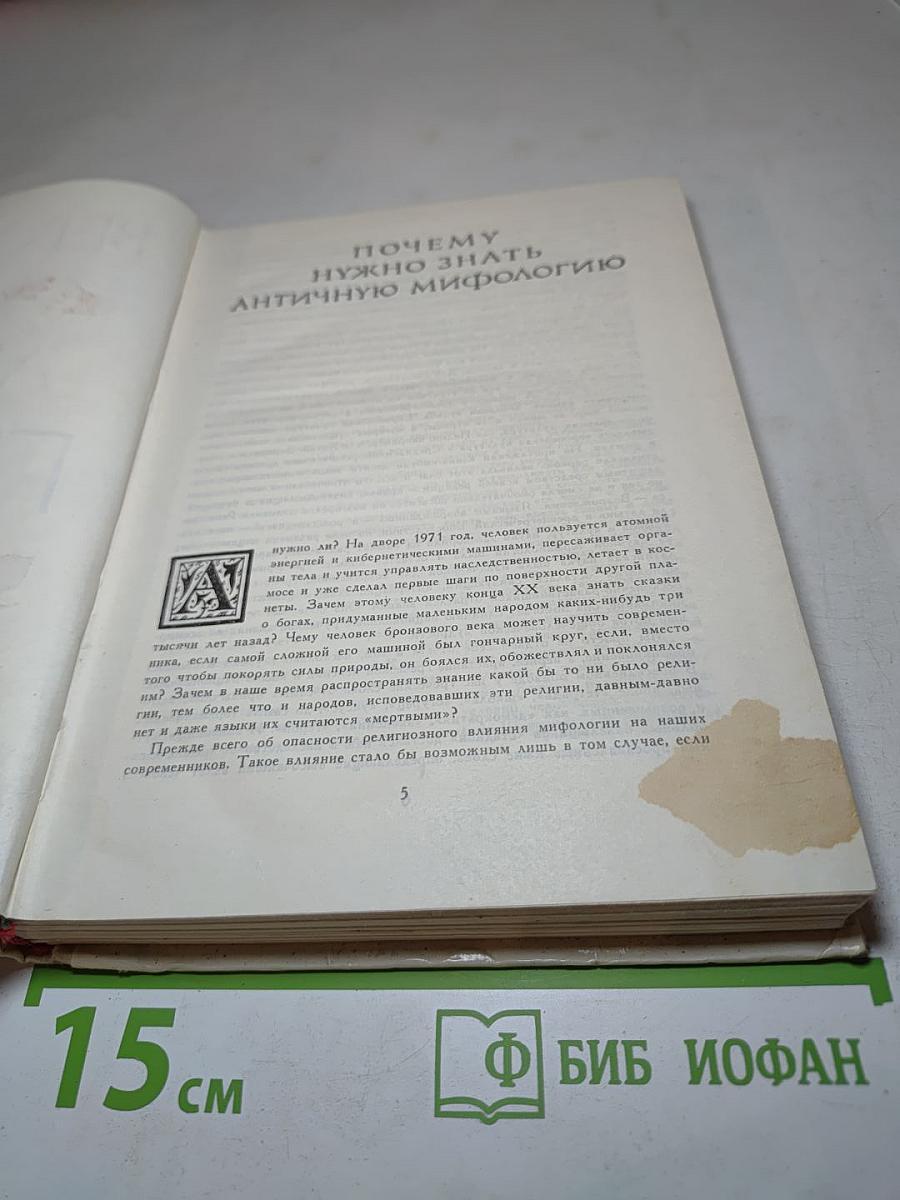 ПОЧЕМУ
НУЖНО ЗНАТЬ
АНТИЧНУЮ МИФОЛОГИЮ
А нужно ли? На дворе 1971 год, человек пользуется атомной
энергией и кибернетическими машинами, пересаживает орга-
ны тела и учится управлять наследственностью, летает в кос-
мосе и уже сделал первые шаги по поверхности другой пла-
неты. Зачем этому человеку конца XX века знать сказки
о богах, придуманные маленьким народом каких-нибудь три
тысячи лет назад? Чему человек бронзового века может научить современ-
ника, если самой сложной его машиной был гончарный круг, если, вместо
того чтобы покорять силы природы, он боялся их, обожествлял и поклонялся
им? Зачем в наше время распространять знание какой бы то ни было рели-
гии, тем более что и народов, исповедовавших эти религии, давным-давно
нет и даже языки их считаются «мертвыми»?
Прежде всего об опасности религиозного влияния мифологии на наших
современников. Такое влияние стало бы возможным лишь в том случае, если
5
15 см
Ф БИБ ИОФАН